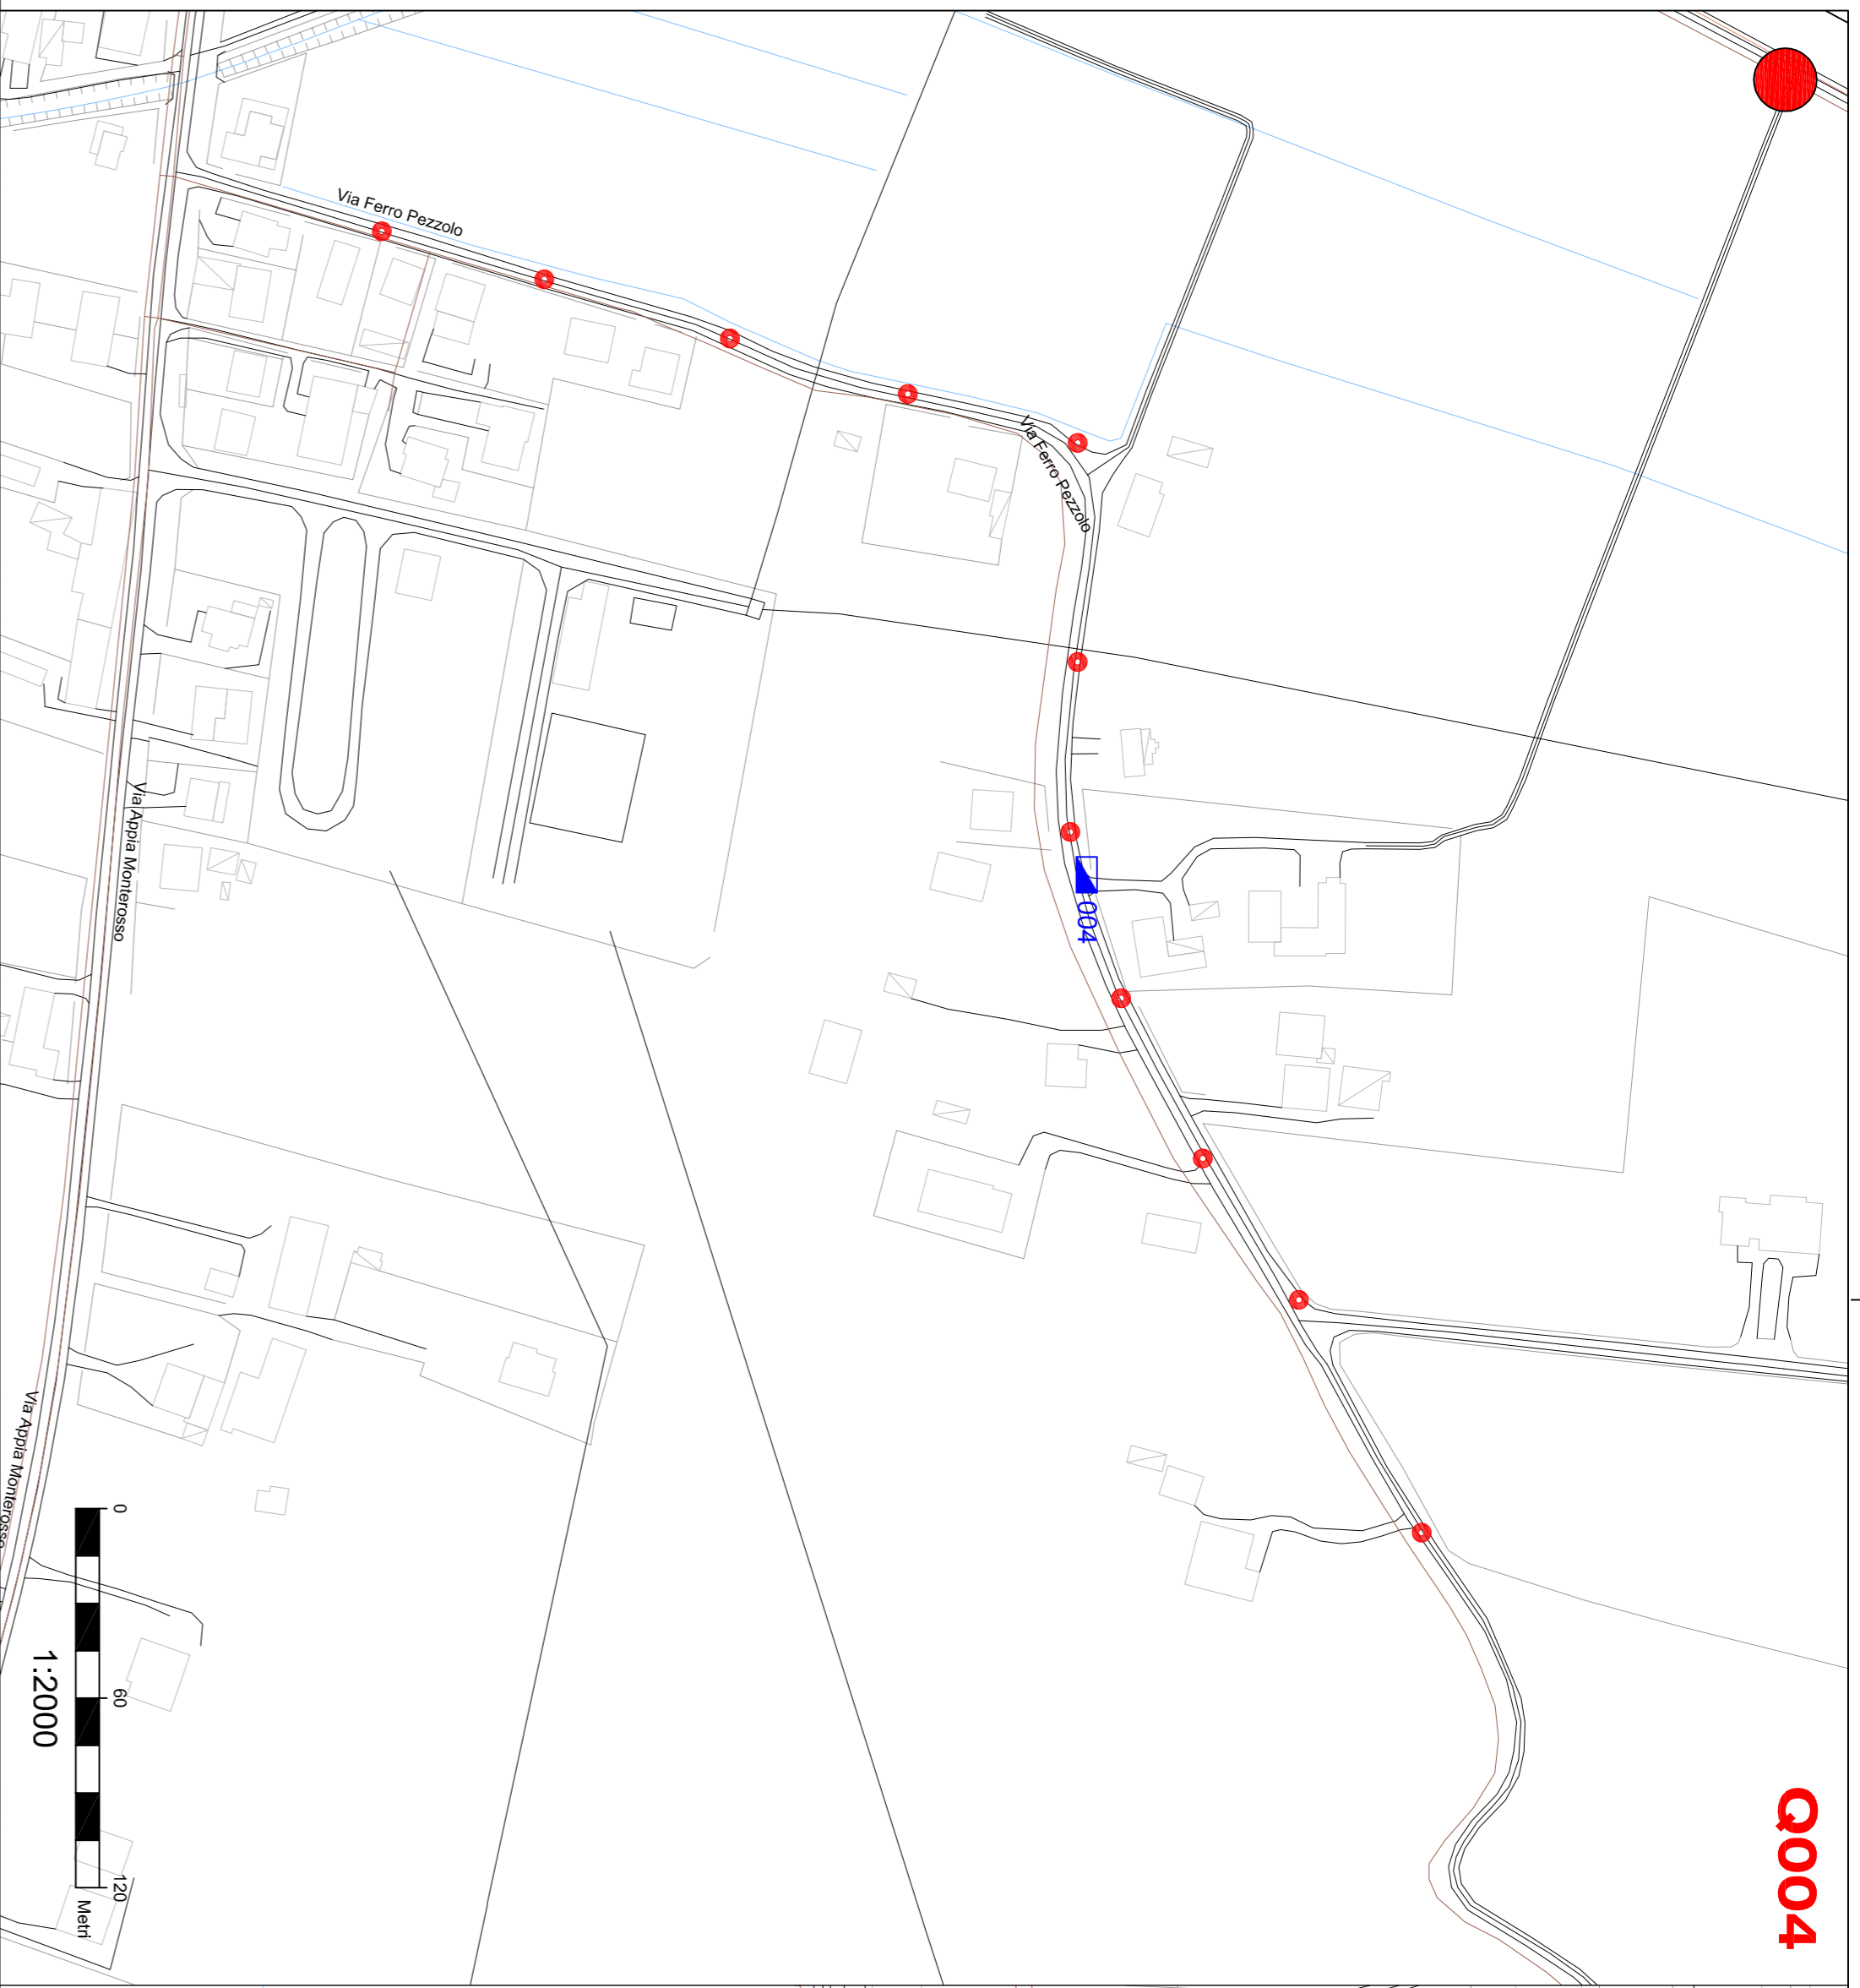 Via Ferro Pezzolo
Via Ferro Pezzolo
004
Via Appia Monterosso
Via Appia Monterosso
0
60
120
Metri
1:2000
Q004